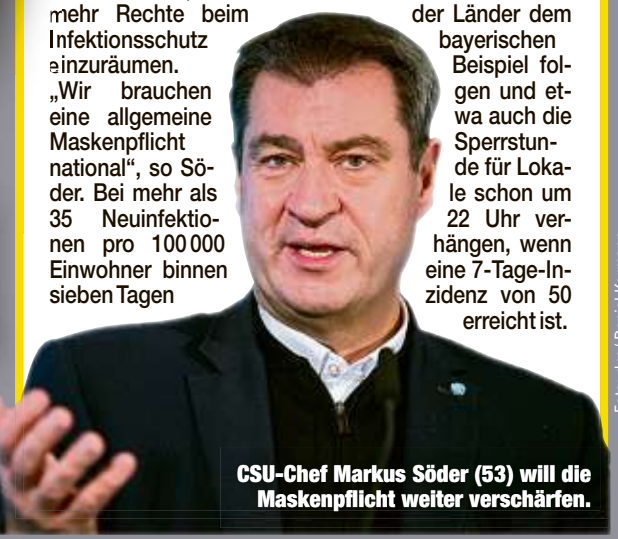 mehr Rechte beim
Infektionsschutz
einzuräumen.
„Wir brauchen
eine allgemeine
Maskenpflicht
national“, so Sö-
der. Bei mehr als
35 Neuinfektio-
nen pro 100 000
Einwohner binnen
sieben Tagen
der Länder dem
bayerischen
Beispiel fol-
gen und et-
wa auch die
Sperrstun-
de für Loka-
le schon um
22 Uhr ver-
hängen, wenn
eine 7-Tage-In-
zidenz von 50
erreicht ist.
CSU-Chef Markus Söder (53) will die
Maskenpflicht weiter verschärfen.